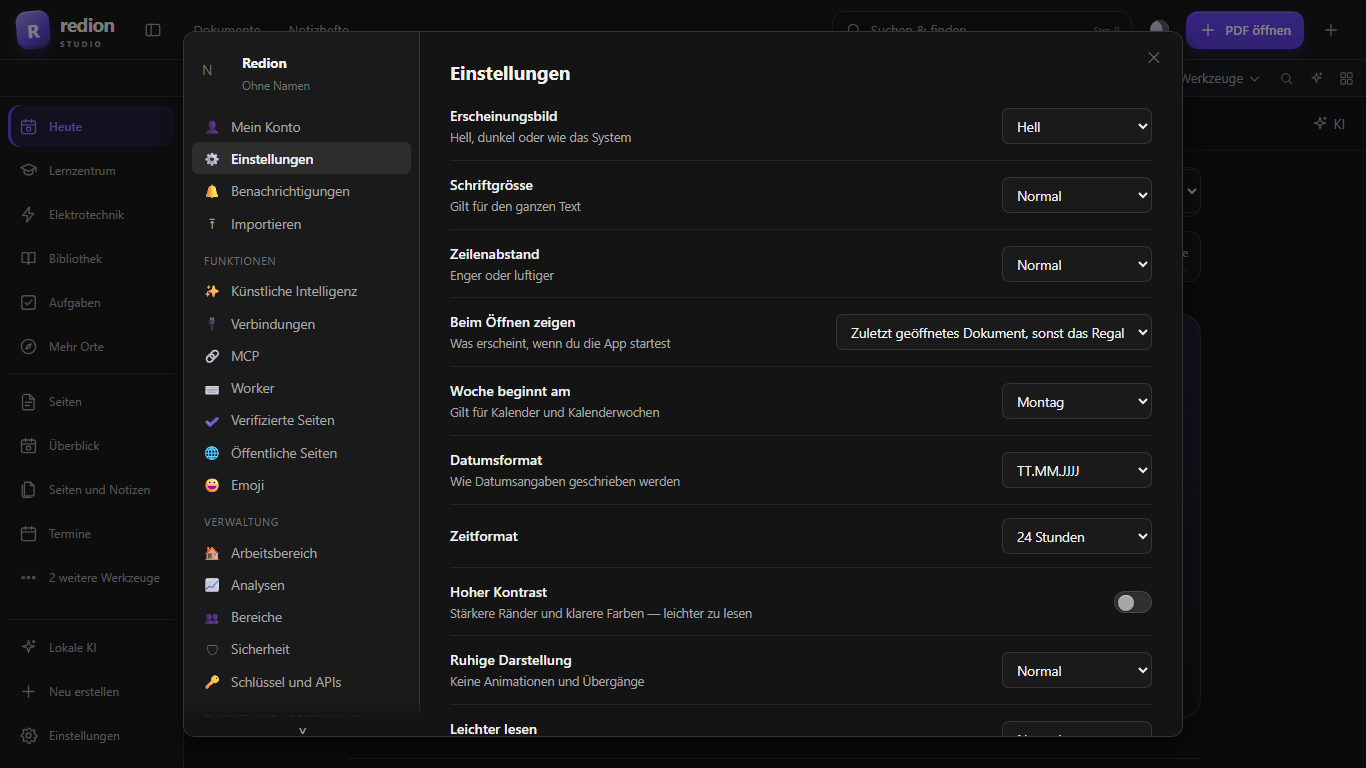 R
redion
STUDIO
Dokumente
Notizhefte
Suchen & finden
PDF öffnen
Werkzeuge
KI
Heute
Lernzentrum
Elektrotechnik
Bibliothek
Aufgaben
Mehr Orte
Seiten
Überblick
Seiten und Notizen
Termine
2 weitere Werkzeuge
Lokale KI
Neu erstellen
Einstellungen
N
Redion
Ohne Namen
Mein Konto
Einstellungen
Benachrichtigungen
Importieren
FUNKTIONEN
Künstliche Intelligenz
Verbindungen
MCP
Worker
Verifizierte Seiten
Öffentliche Seiten
Emoji
VERWALTUNG
Arbeitsbereich
Analysen
Bereiche
Sicherheit
Schlüssel und APIs
Einstellungen
Erscheinungsbild
Hell, dunkel oder wie das System
Hell
Schriftgrösse
Gilt für den ganzen Text
Normal
Zeilenabstand
Enger oder luftiger
Normal
Beim Öffnen zeigen
Was erscheint, wenn du die App startest
Zuletzt geöffnetes Dokument, sonst das Regal
Woche beginnt am
Gilt für Kalender und Kalenderwochen
Montag
Datumsformat
Wie Datumsangaben geschrieben werden
TT.MM.JJJJ
Zeitformat
24 Stunden
Hoher Kontrast
Stärkere Ränder und klarere Farben — leichter zu lesen
Ruhige Darstellung
Keine Animationen und Übergänge
Normal
Leichter lesen